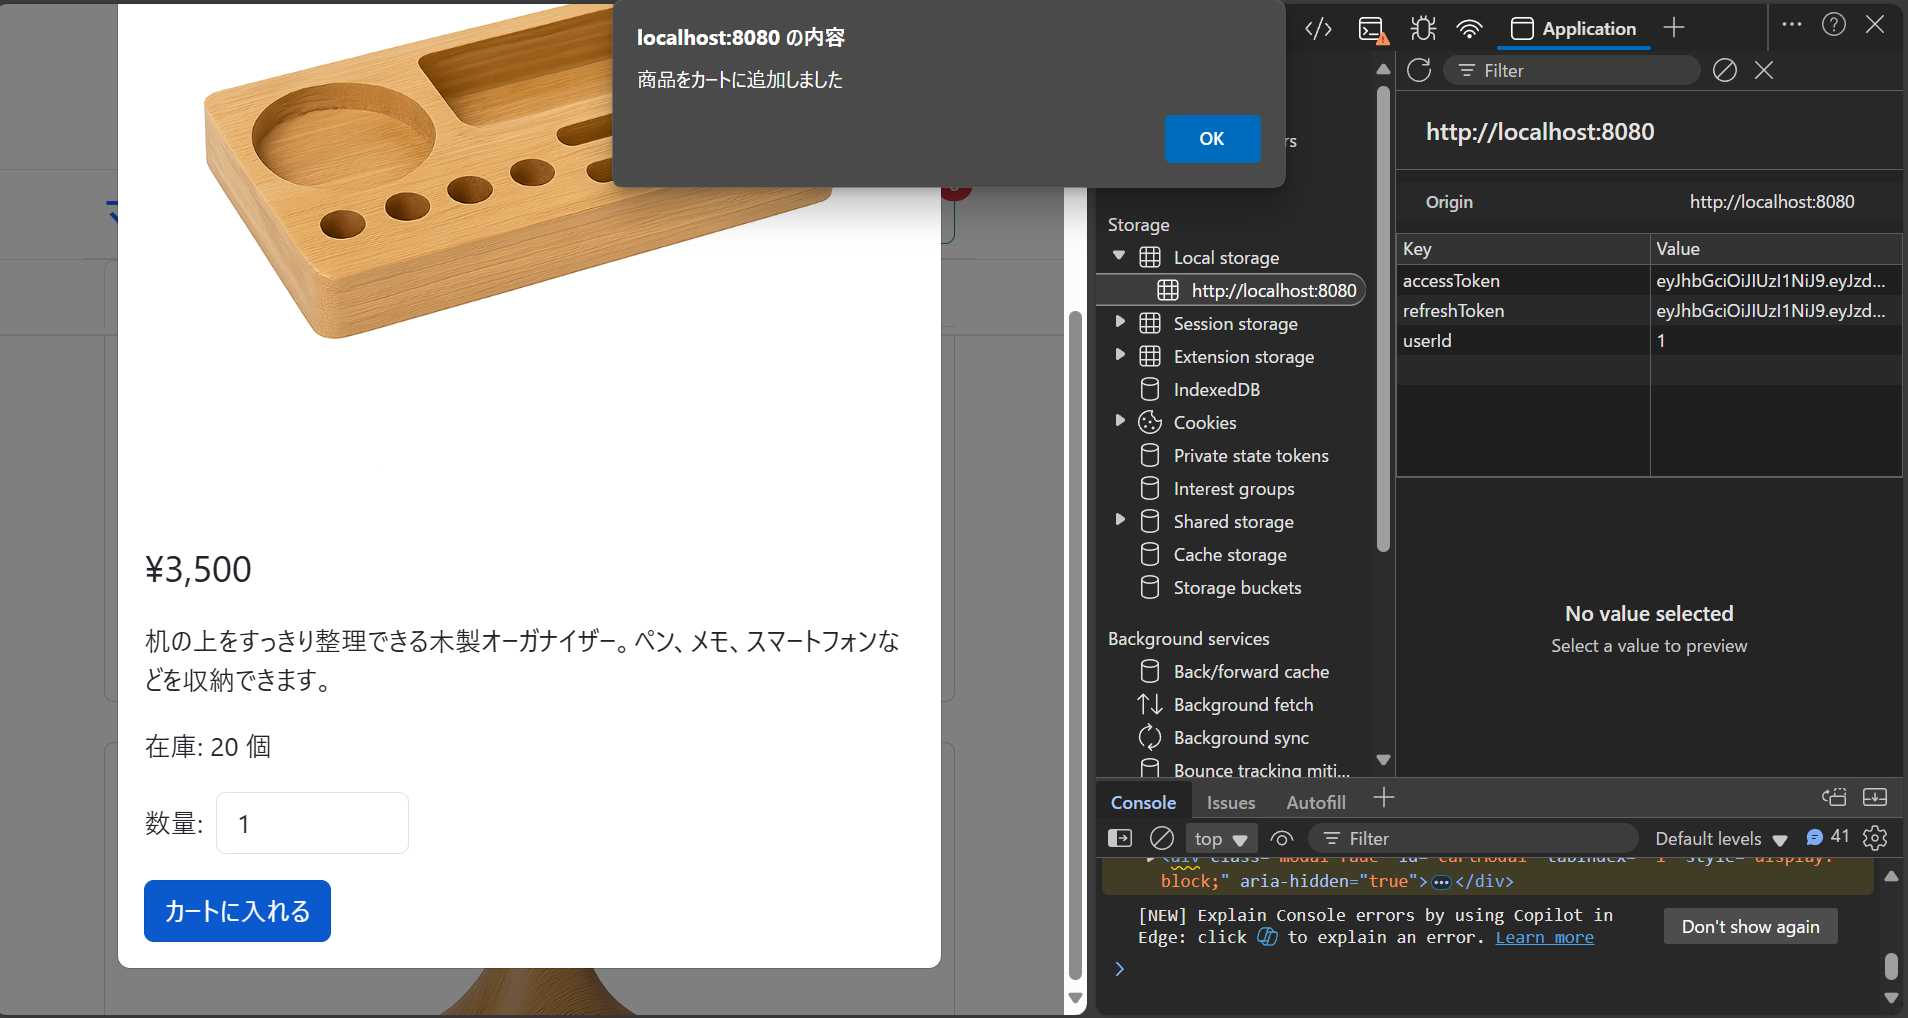 localhost:8080 の内容
商品をカートに追加しました
OK
¥3,500
机の上をすっきり整理できる木製オーガナイザー。ペン、メモ、スマートフォンな
どを収納できます。
在庫: 20 個
数量: 1
カートに入れる
Application
Filter
rs
Storage
Local storage
http://localhost:8080
Session storage
Extension storage
IndexedDB
Cookies
Private state tokens
Interest groups
Shared storage
Cache storage
Storage buckets
Background services
Back/forward cache
Background fetch
Background sync
Bounce tracking miti...
http://localhost:8080
Origin http://localhost:8080
Key Value
accessToken eyJhbGciOiJIUzI1NiJ9.eyJzd...
refreshToken eyJhbGciOiJIUzI1NiJ9.eyJzd...
userId 1
No value selected
Select a value to preview
Console Issues Autofill
top Filter Default levels 41
block;" aria-hidden="true">…</div>
[NEW] Explain Console errors by using Copilot in
Edge: click to explain an error. Learn more
Don't show again